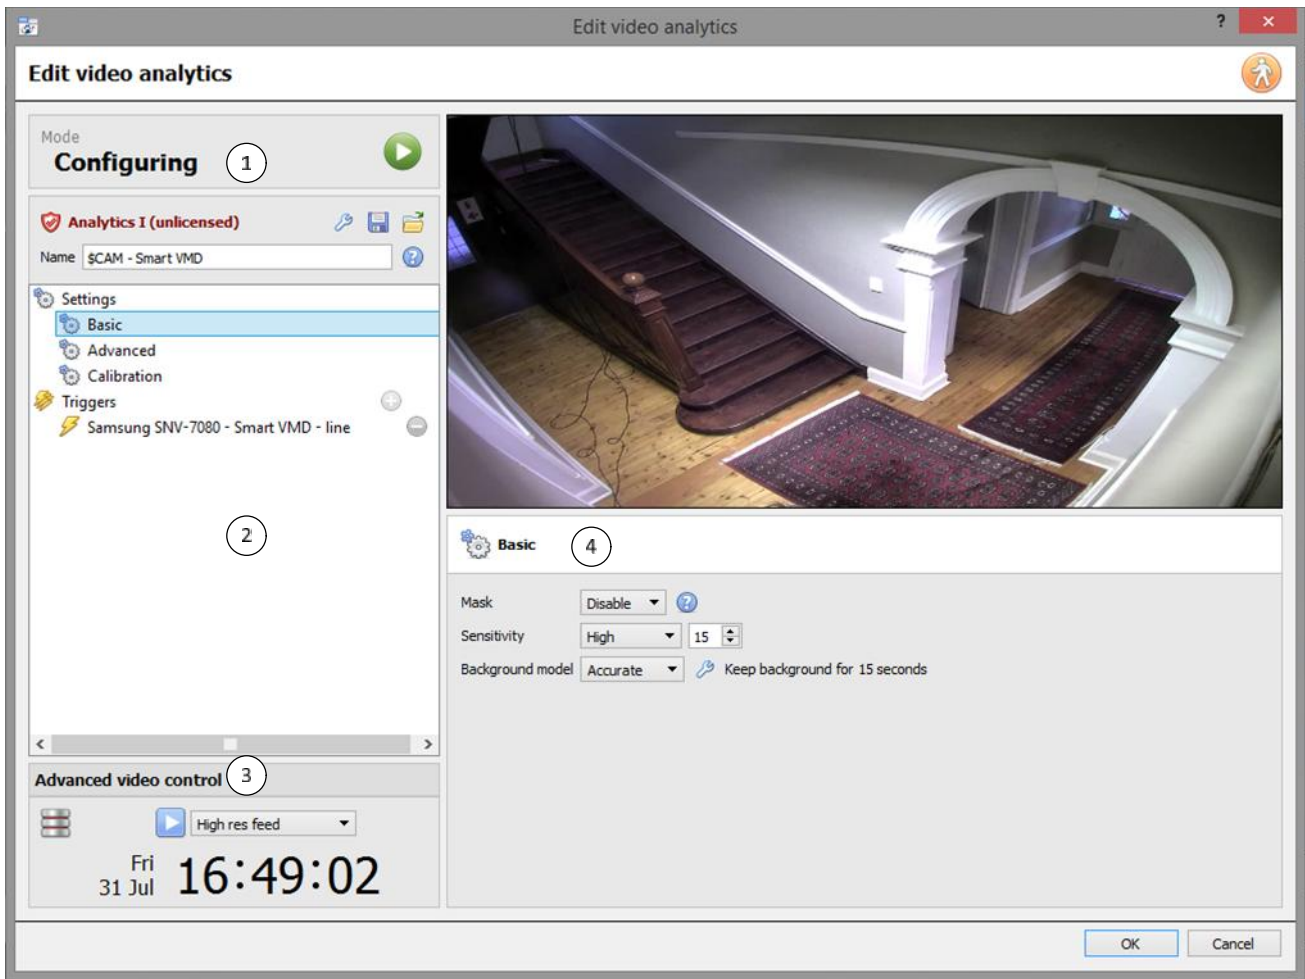 Edit video analytics
?
Edit video analytics
Mode
Configuring
1
Analytics I (unlicensed)
Name $CAM - Smart VMD
Settings
Basic
Advanced
Calibration
Triggers
Samsung SNV-7080 - Smart VMD - line
2
Advanced video control
3
High res feed
Fri
31 Jul
16:49:02
Basic
4
Mask Disable
Sensitivity High 15
Background model Accurate Keep background for 15 seconds
OK Cancel